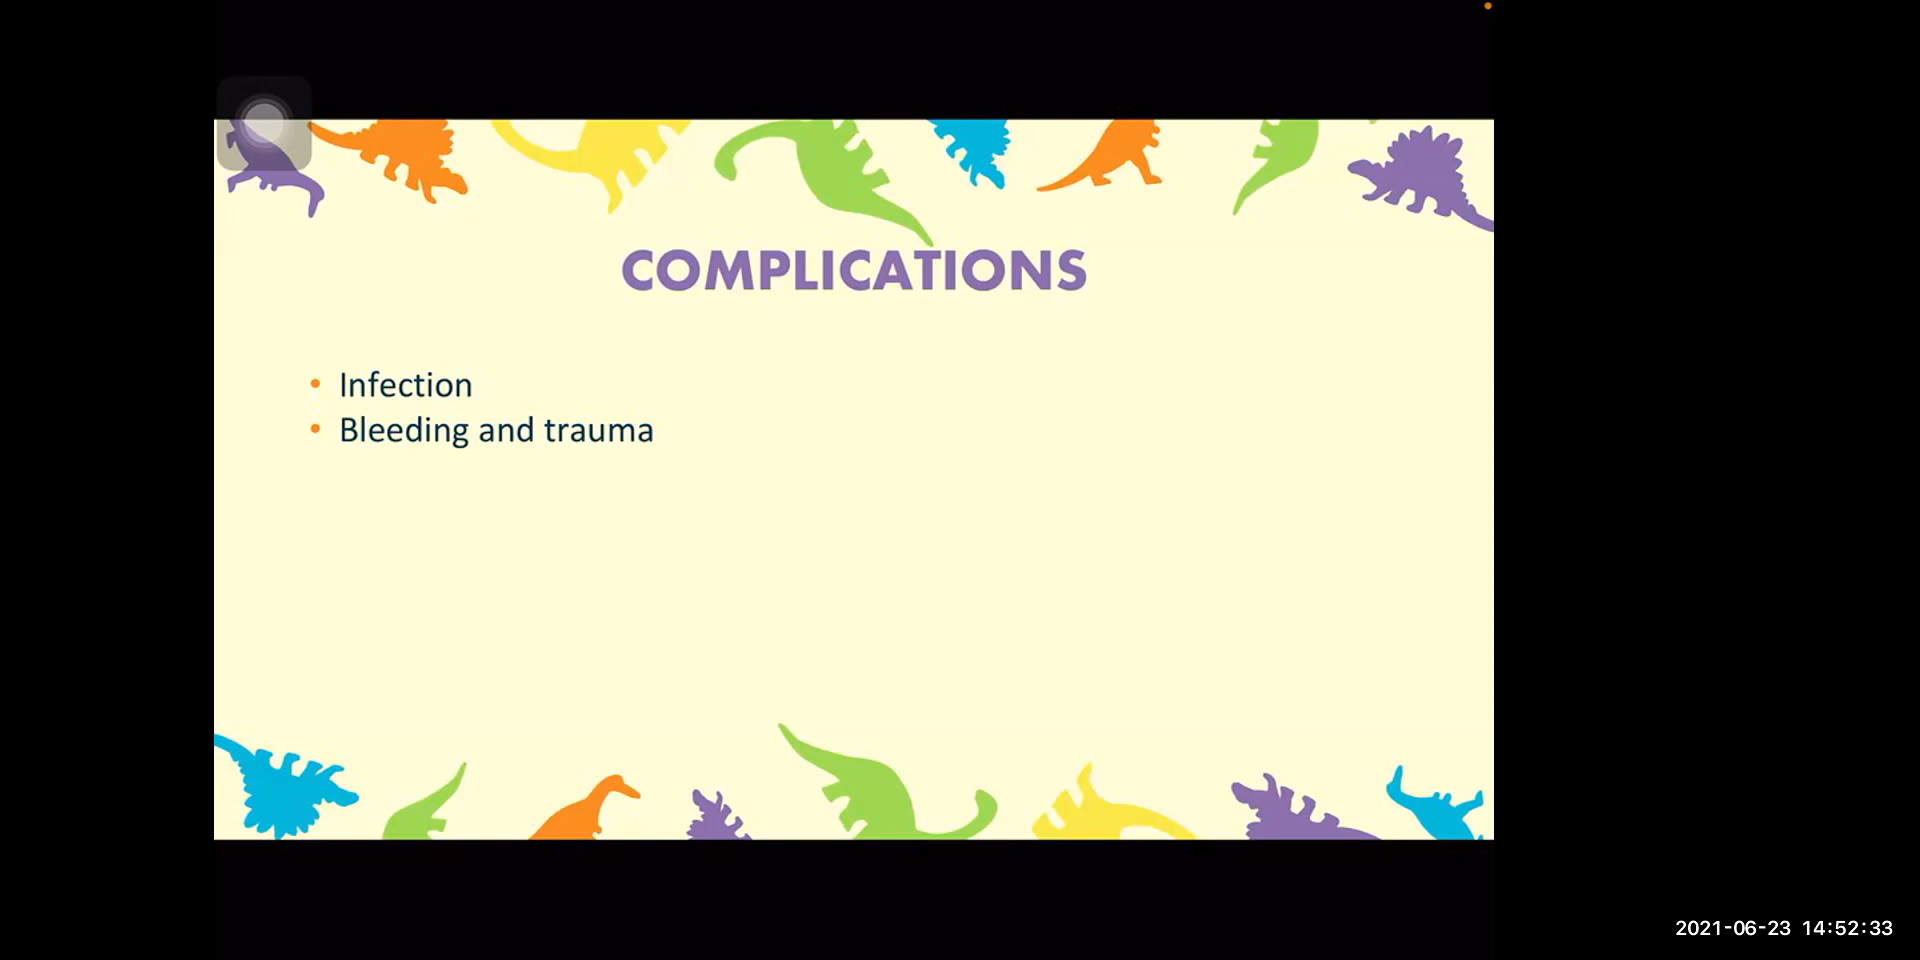 COMPLICATIONS
• Infection
• Bleeding and trauma
2021-06-23 14:52:33